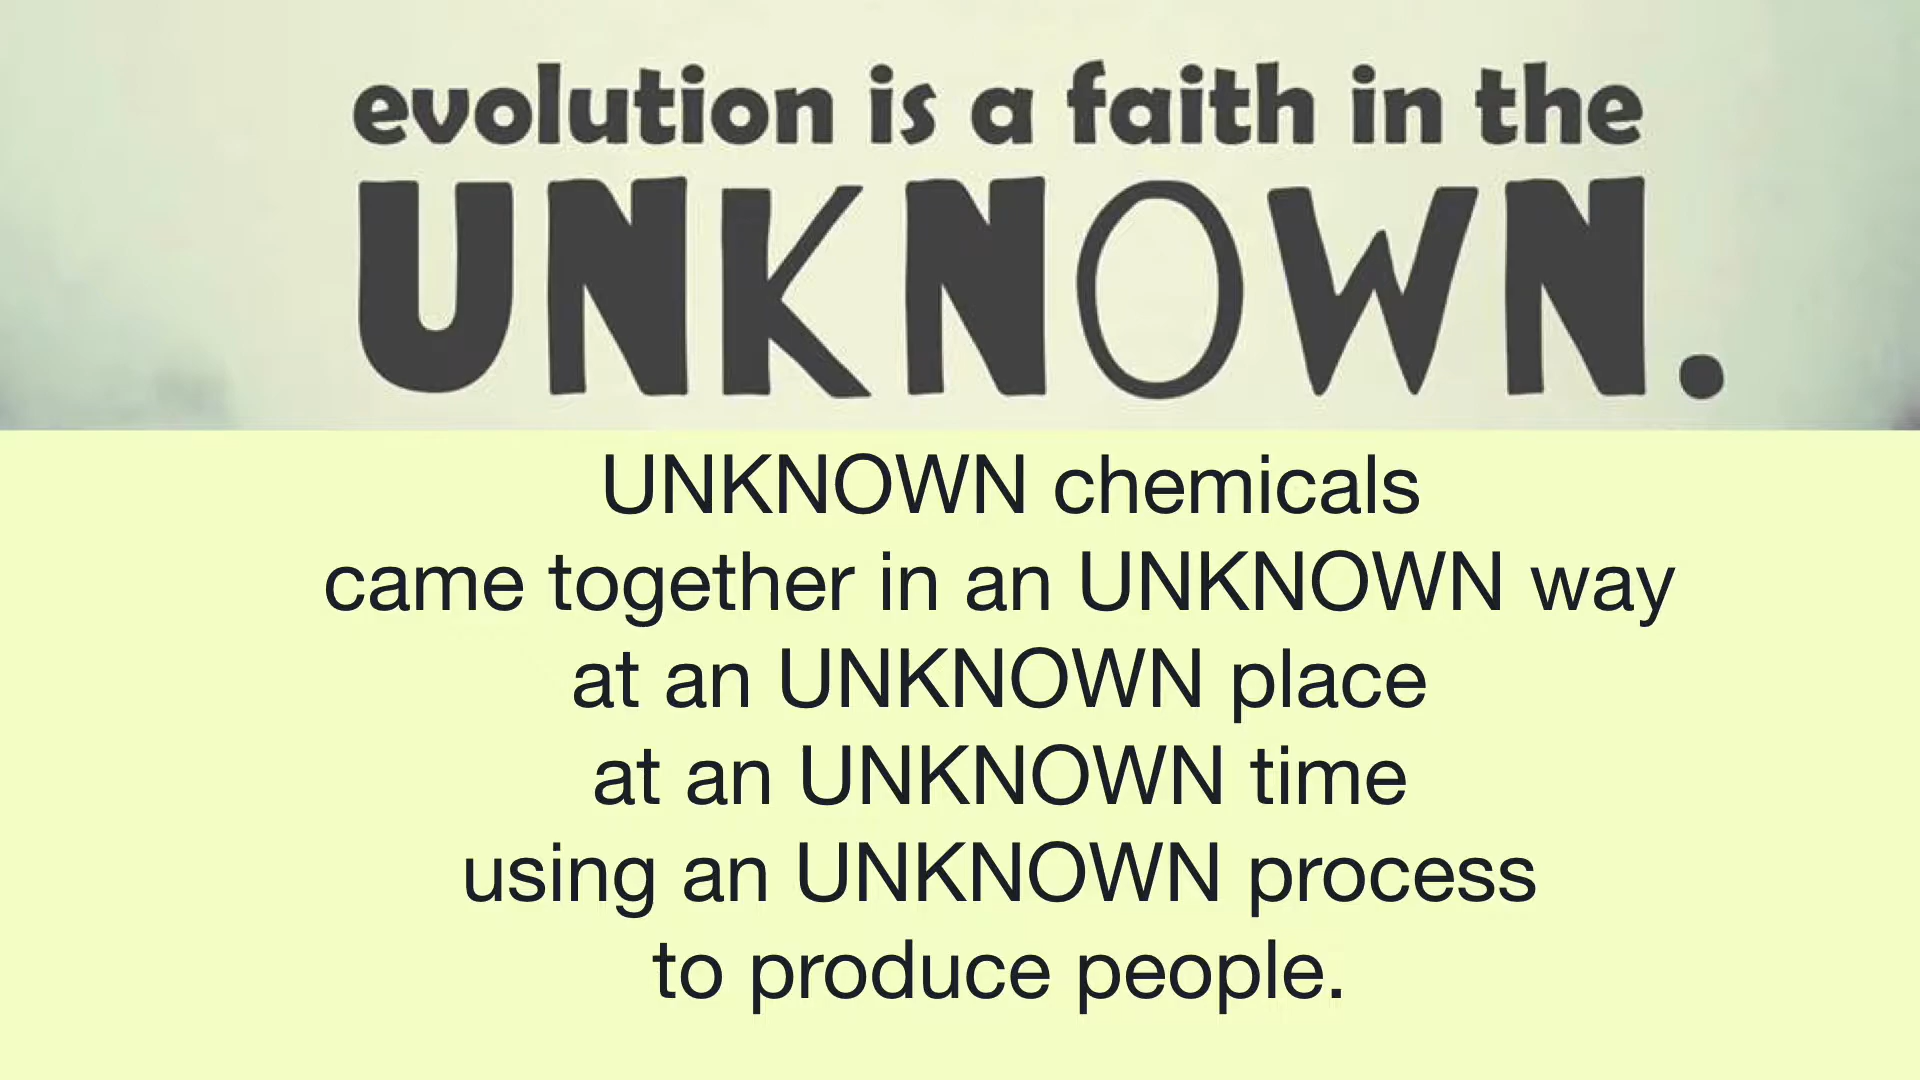 evolution is a faith in the
UNKNOWN.
UNKNOWN chemicals
came together in an UNKNOWN way
at an UNKNOWN place
at an UNKNOWN time
using an UNKNOWN process
to produce people.